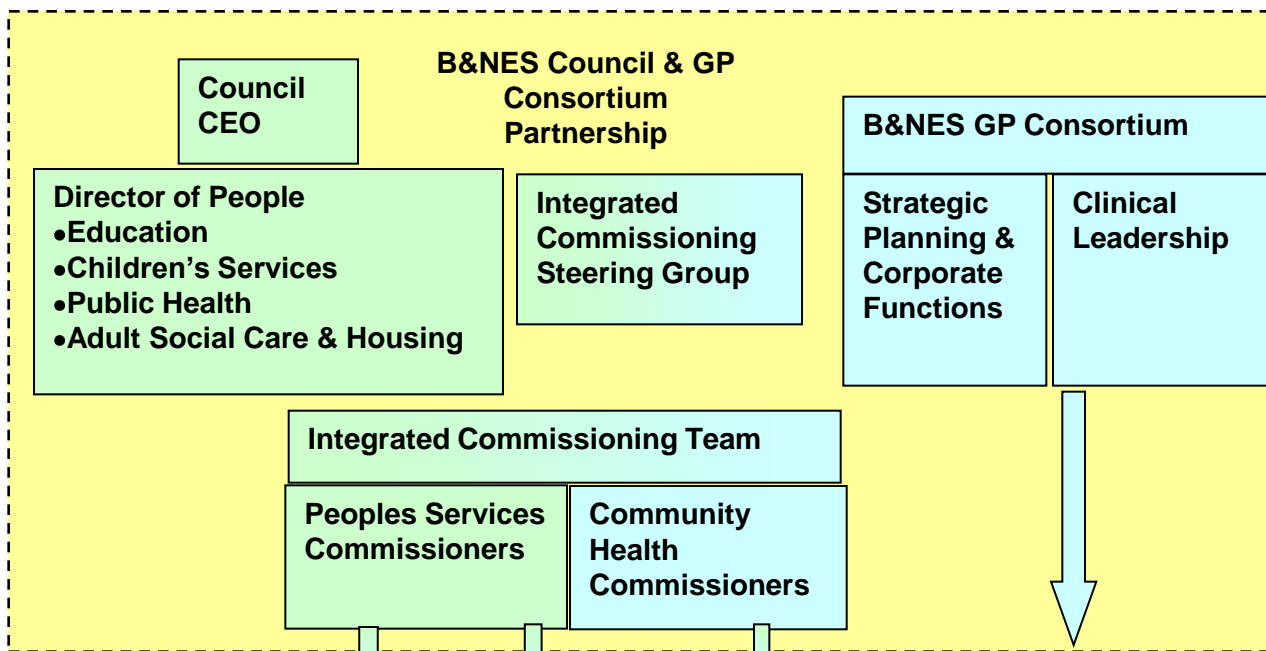 B&NES Council & GP
Consortium
Partnership
Council
CEO
B&NES GP Consortium
Director of People
•Education
•Children's Services
•Public Health
•Adult Social Care & Housing
Integrated
Commissioning
Steering Group
Strategic
Planning &
Corporate
Functions
Clinical
Leadership
Integrated Commissioning Team
Peoples Services
Commissioners
Community
Health
Commissioners